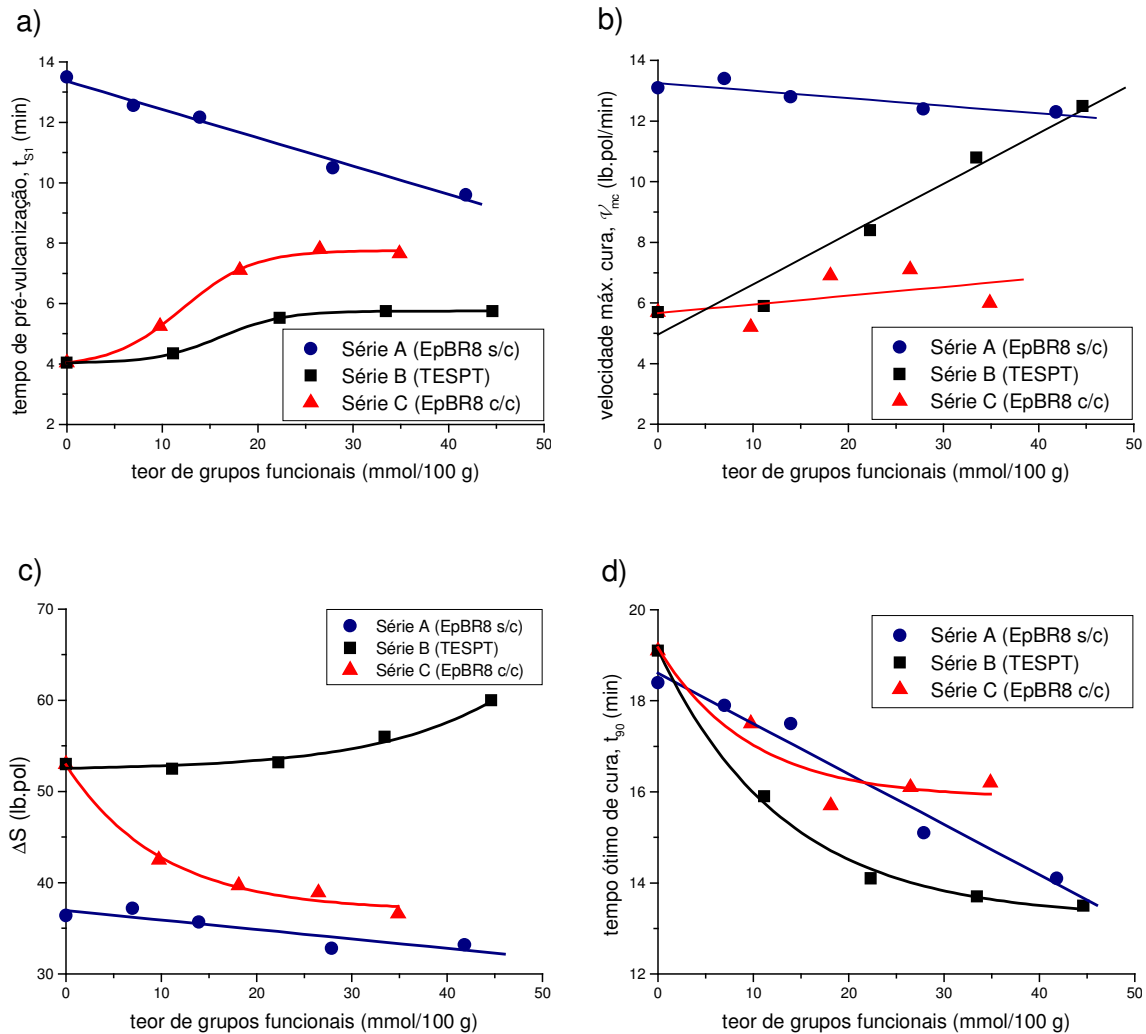 a)
tempo de pré-vulcanização, t_S1 (min)
14
12
10
8
6
4
2
Série A (EpBR8 s/c)
Série B (TESPT)
Série C (EpBR8 c/c)
0 10 20 30 40 50
teor de grupos funcionais (mmol/100 g)
b)
velocidade máx. cura, 𝒱_mc (lb.pol/min)
14
12
10
8
6
4
2
Série A (EpBR8 s/c)
Série B (TESPT)
Série C (EpBR8 c/c)
0 10 20 30 40 50
teor de grupos funcionais (mmol/100 g)
c)
ΔS (lb.pol)
70
60
50
40
30
Série A (EpBR8 s/c)
Série B (TESPT)
Série C (EpBR8 c/c)
0 10 20 30 40 50
teor de grupos funcionais (mmol/100 g)
d)
tempo ótimo de cura, t_90 (min)
20
18
16
14
12
Série A (EpBR8 s/c)
Série B (TESPT)
Série C (EpBR8 c/c)
0 10 20 30 40 50
teor de grupos funcionais (mmol/100 g)